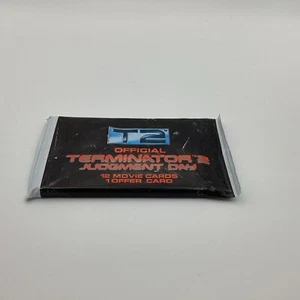 T2
OFFICIAL
TERMINATOR 2
JUDGMENT DAY
12 MOVIE CARDS
1 OFFER CARD